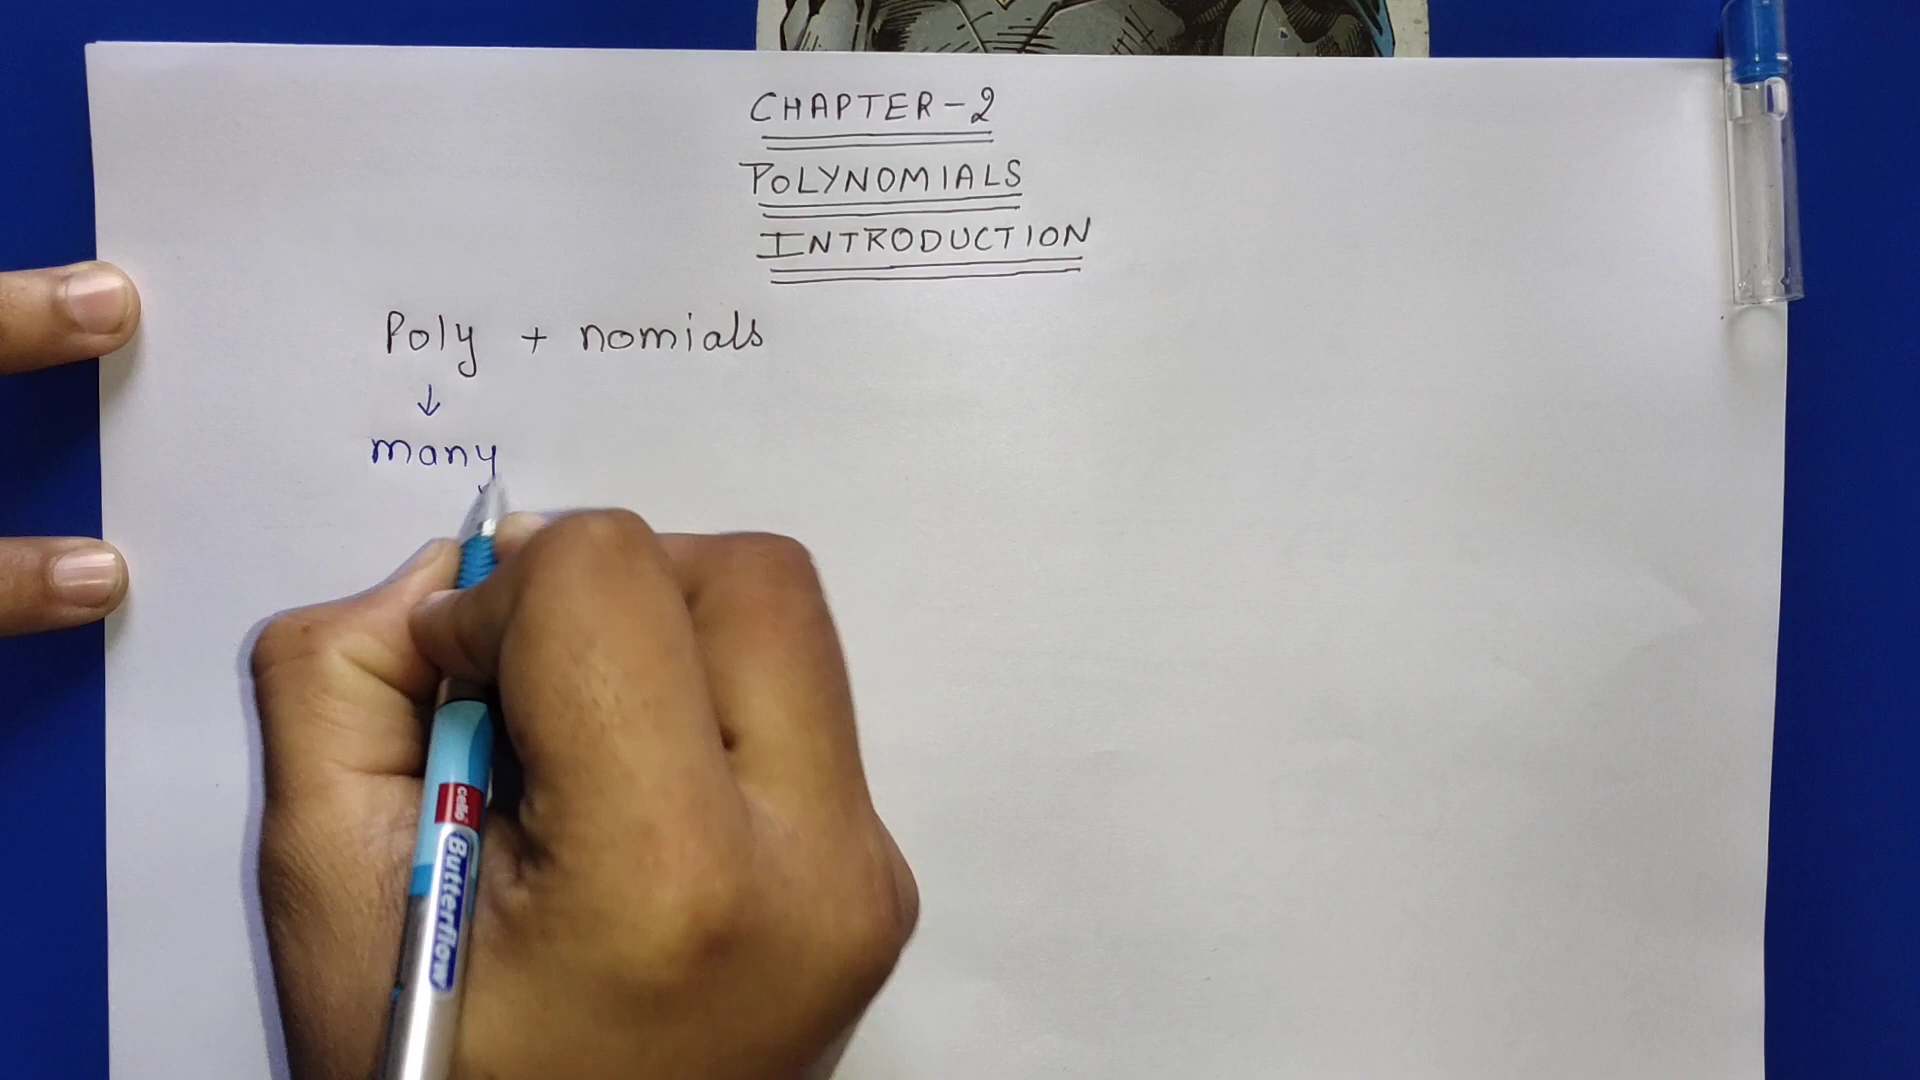 CHAPTER-2
POLYNOMIALS
INTRODUCTION
Poly + nomials
↓
many
cello
Butterflow